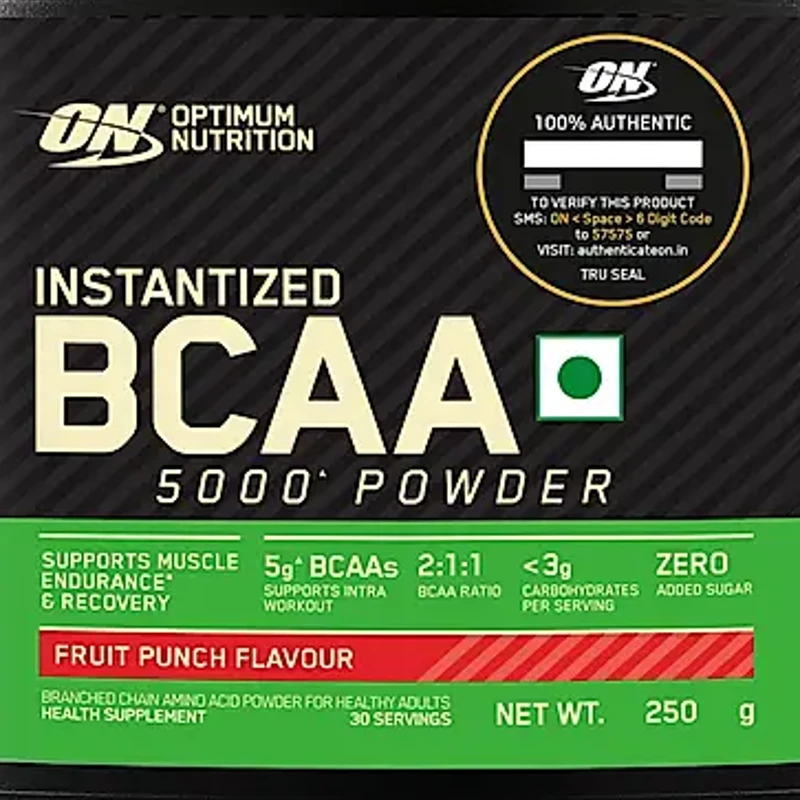 ON® OPTIMUM
NUTRITION
ON
100% AUTHENTIC
TO VERIFY THIS PRODUCT
SMS: ON < Space > 6 Digit Code
to 57575 or
VISIT: authenticateon.in
TRU SEAL
INSTANTIZED
BCAA
5000^ POWDER
SUPPORTS MUSCLE
ENDURANCE*
& RECOVERY
5g^ BCAAs
SUPPORTS INTRA
WORKOUT
2:1:1
BCAA RATIO
<3g
CARBOHYDRATES
PER SERVING
ZERO
ADDED SUGAR
FRUIT PUNCH FLAVOUR
BRANCHED CHAIN AMINO ACID POWDER FOR HEALTHY ADULTS
HEALTH SUPPLEMENT 30 SERVINGS
NET WT. 250 g